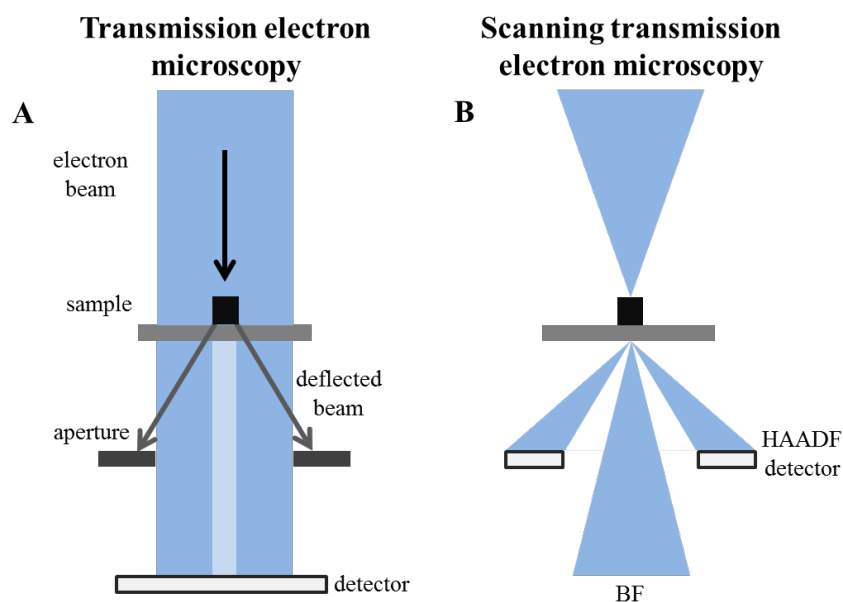 Transmission electron
microscopy
Scanning transmission
electron microscopy
A
electron
beam
sample
deflected
beam
aperture
detector
B
HAADF
detector
BF